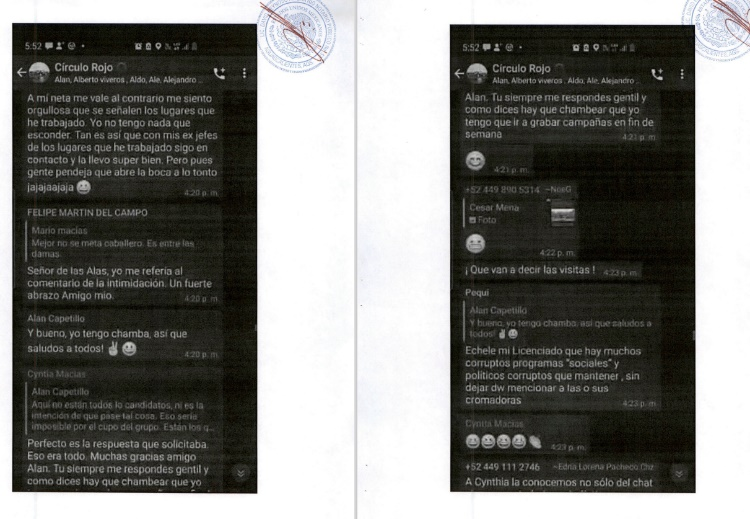 5:52
Círculo Rojo
Alan, Alberto viveros , Aldo, Ale, Alejandro ...
A mí neta me vale al contrario me siento
orgullosa que se señalen los lugares que
he trabajado. Yo no tengo nada que
esconder. Tan es así que con mis ex jefes
de los lugares que he trabajado sigo en
contacto y la llevo super bien. Pero pues
gente pendeja que abre la boca a lo tonto
jajajaajaja 😀
4:20 p. m.
FELIPE MARTIN DEL CAMPO
Mario macias
Mejor no se meta caballero. Es entre las
damas.
Señor de las Alas, yo me refería al
comentario de la intimidación. Un fuerte
abrazo Amigo mio.
4:20 p. m.
Alan Capetillo
Y bueno, yo tengo chamba, así que
saludos a todos! ✌😀
4:20 p. m.
Cyntia Macias
Alan Capetillo
Aquí no están todos lo candidatos, ni es la
intención de que pase tal cosa. Eso sería
imposible por el cupo del grupo. Están los q...
Perfecto es la respuesta que solicitaba.
Eso era todo. Muchas gracias amigo
Alan. Tu siempre me respondes gentil y
como dices hay que chambear que yo
5:52
Círculo Rojo
Alan, Alberto viveros , Aldo, Ale, Alejandro ...
Alan. Tu siempre me respondes gentil y
como dices hay que chambear que yo
tengo que ir a grabar campañas en fin de
semana
4:21 p. m.
😊
4:21 p. m.
+52 449 890 5314 ~NeeG
Cesar Mena
Foto
😬
4:22 p. m.
¡ Que van a decir las visitas !
4:23 p. m.
Pequi
Alan Capetillo
Y bueno, yo tengo chamba, así que saludos a
todos! ✌😀
Echele mi Licenciado que hay muchos
corruptos programas "sociales" y
politicos corruptos que mantener , sin
dejar dw mencionar a las o sus
cromadoras
4:23 p. m.
Cyntia Macias
😀😀😀😀👏
4:23 p. m.
+52 449 111 2746 ~Edna Lorena Pacheco
A Cynthia la conocemos no sólo del chat